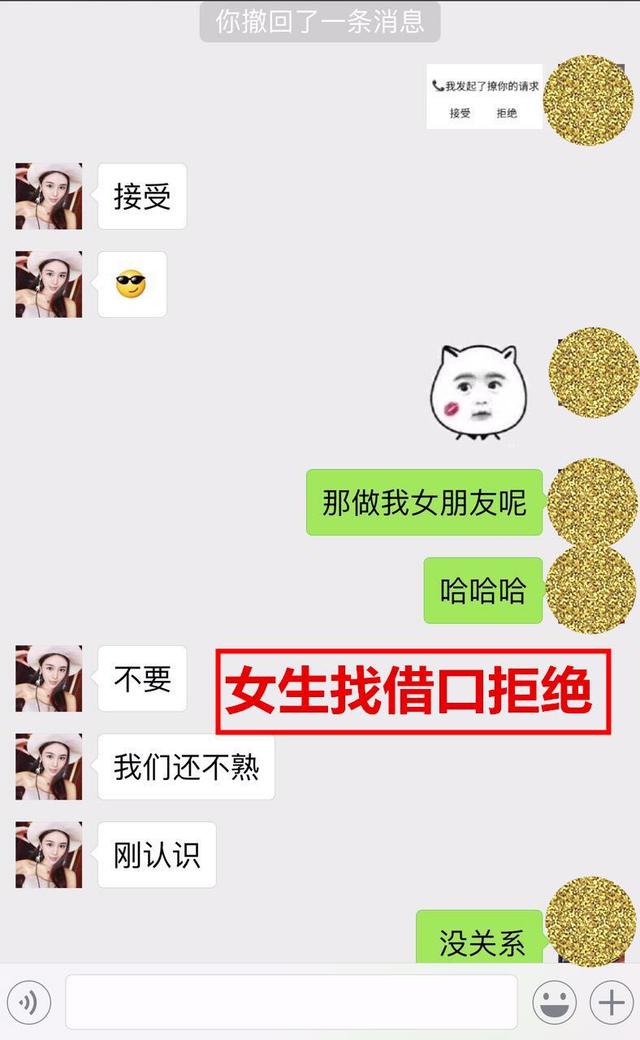 你撤回了一条消息
我发起了撩你的请求
接受 拒绝
接受
那做我女朋友呢
哈哈哈
不要
女生找借口拒绝
我们还不熟
刚认识
没关系